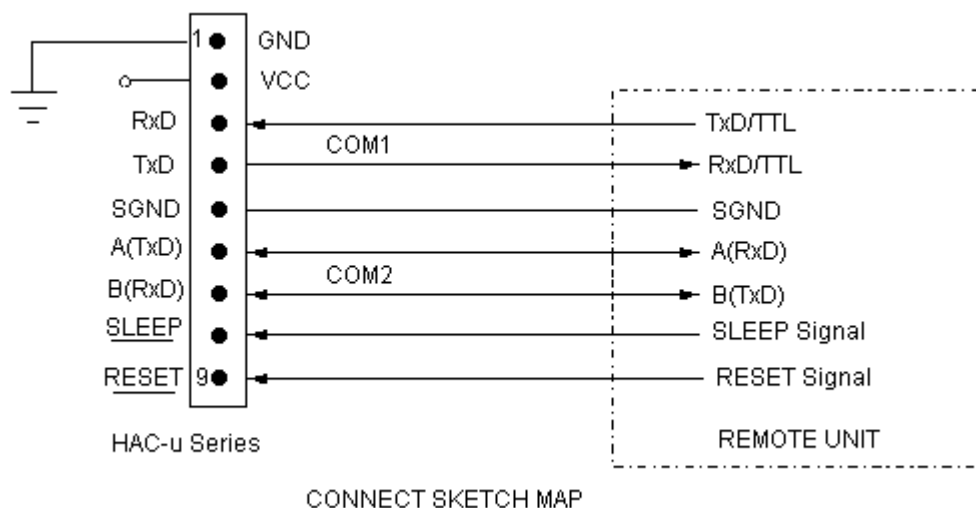 1 GND
VCC
RxD COM1 TxD/TTL
TxD RxD/TTL
SGND SGND
A(TxD) COM2 A(RxD)
B(RxD) B(TxD)
SLEEP SLEEP Signal
RESET 9 RESET Signal
HAC-u Series REMOTE UNIT
CONNECT SKETCH MAP